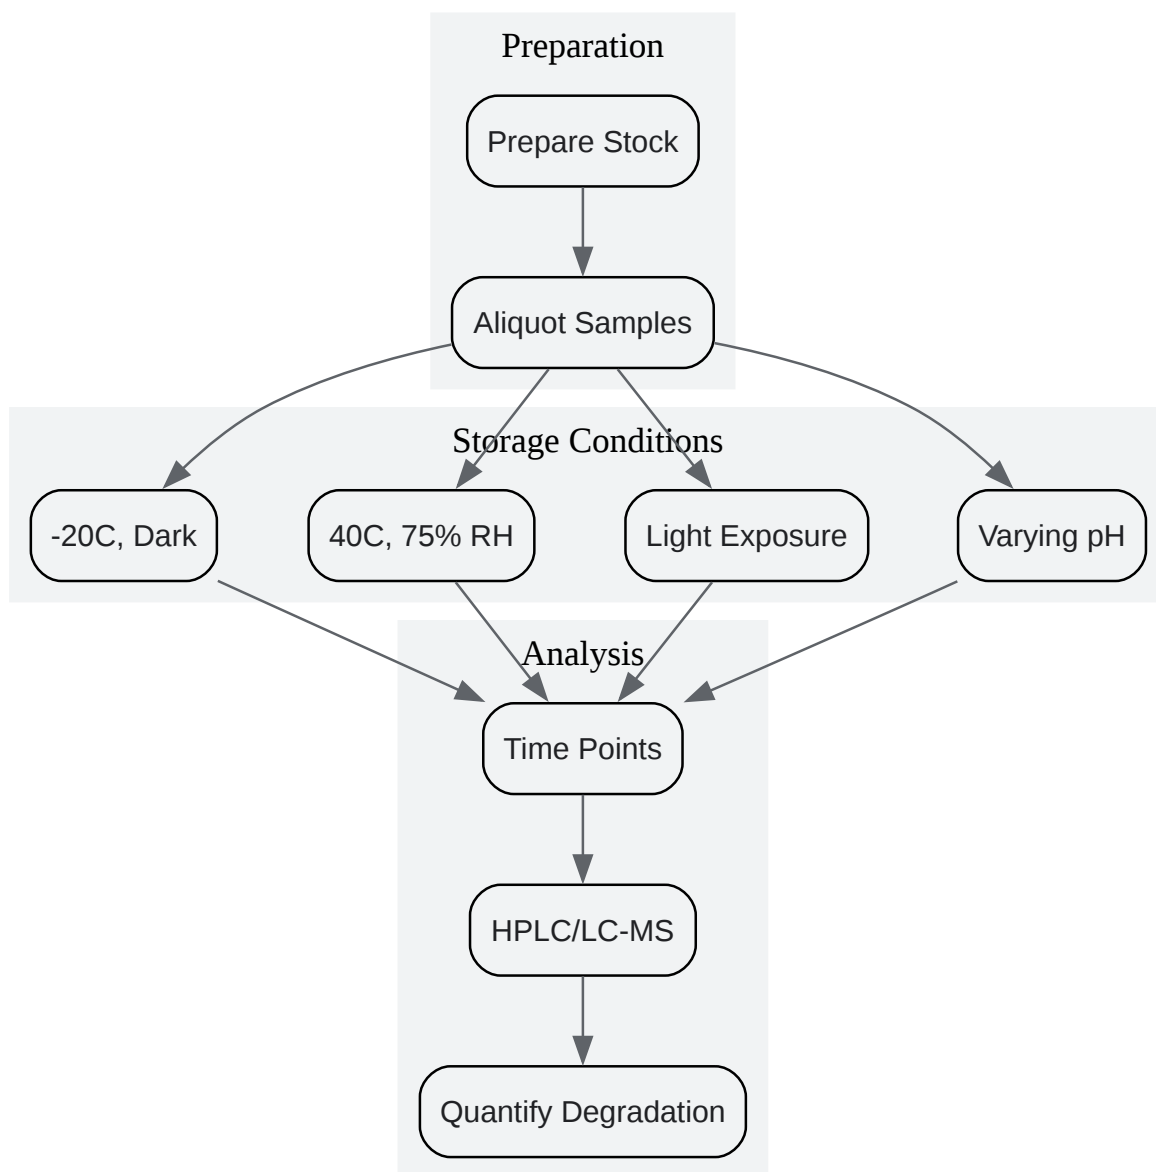 Preparation
Prepare Stock
Aliquot Samples
Storage Conditions
-20C, Dark
40C, 75% RH
Light Exposure
Varying pH
Analysis
Time Points
HPLC/LC-MS
Quantify Degradation